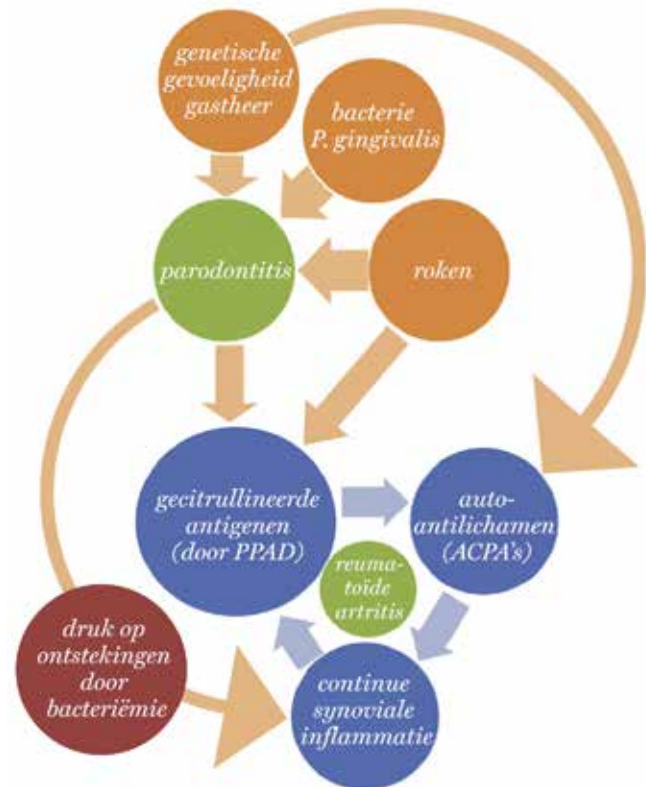 genetische
gevoeligheid
gastheer
bacterie
P. gingivalis
parodontitis
roken
gecitrullineerde
antigenen
(door PPAD)
auto-
antilichamen
(ACPA's)
reuma-
toïde
artritis
druk op
ontstekingen
door
bacteriëmie
continue
synoviale
inflammatie